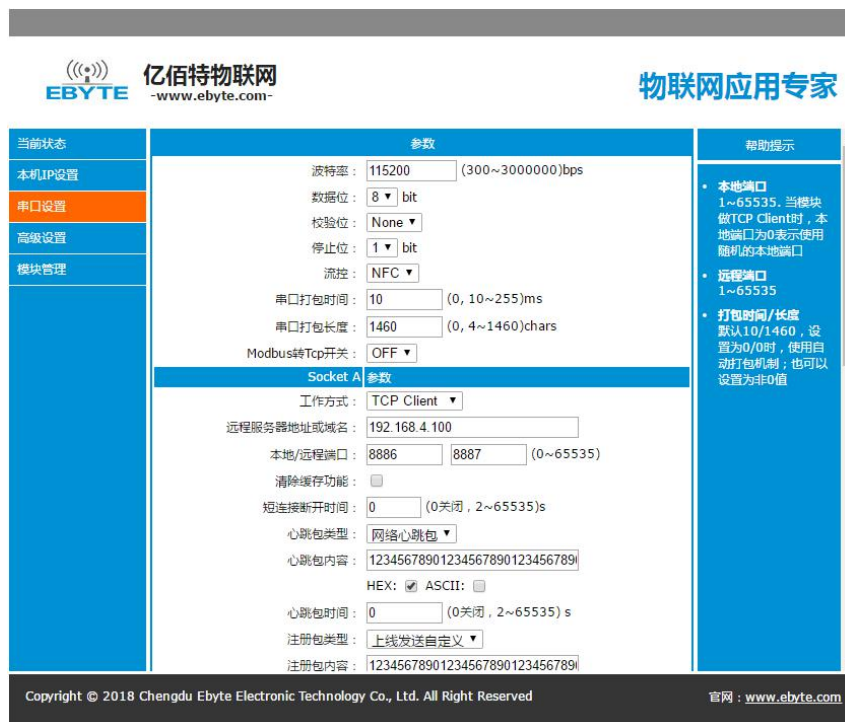 EBYTE
亿佰特物联网
-www.ebyte.com-
物联网应用专家
当前状态
本机IP设置
串口设置
高级设置
模块管理
参数
波特率： 115200 (300~3000000)bps
数据位： 8 bit
校验位： None
停止位： 1 bit
流控： NFC
串口打包时间： 10 (0, 10~255)ms
串口打包长度： 1460 (0, 4~1460)chars
Modbus转Tcp开关： OFF
Socket A 参数
工作方式： TCP Client
远程服务器地址或域名： 192.168.4.100
本地/远程端口： 8886 8887 (0~65535)
清除缓存功能：
短连接断开时间： 0 (0关闭，2~65535)s
心跳包类型： 网络心跳包
心跳包内容： 12345678901234567890123456789
HEX: ASCII:
心跳包时间： 0 (0关闭，2~65535) s
注册包类型： 上线发送自定义
注册包内容： 12345678901234567890123456789
帮助提示
• 本地端口
1~65535. 当模块
做TCP Client时，本
地端口为0表示使用
随机的本地端口
• 远程端口
1~65535
• 打包时间/长度
默认10/1460，设
置为0/0时，使用自
动打包机制；也可以
设置为非0值
Copyright © 2018 Chengdu Ebyte Electronic Technology Co., Ltd. All Right Reserved
官网：www.ebyte.com